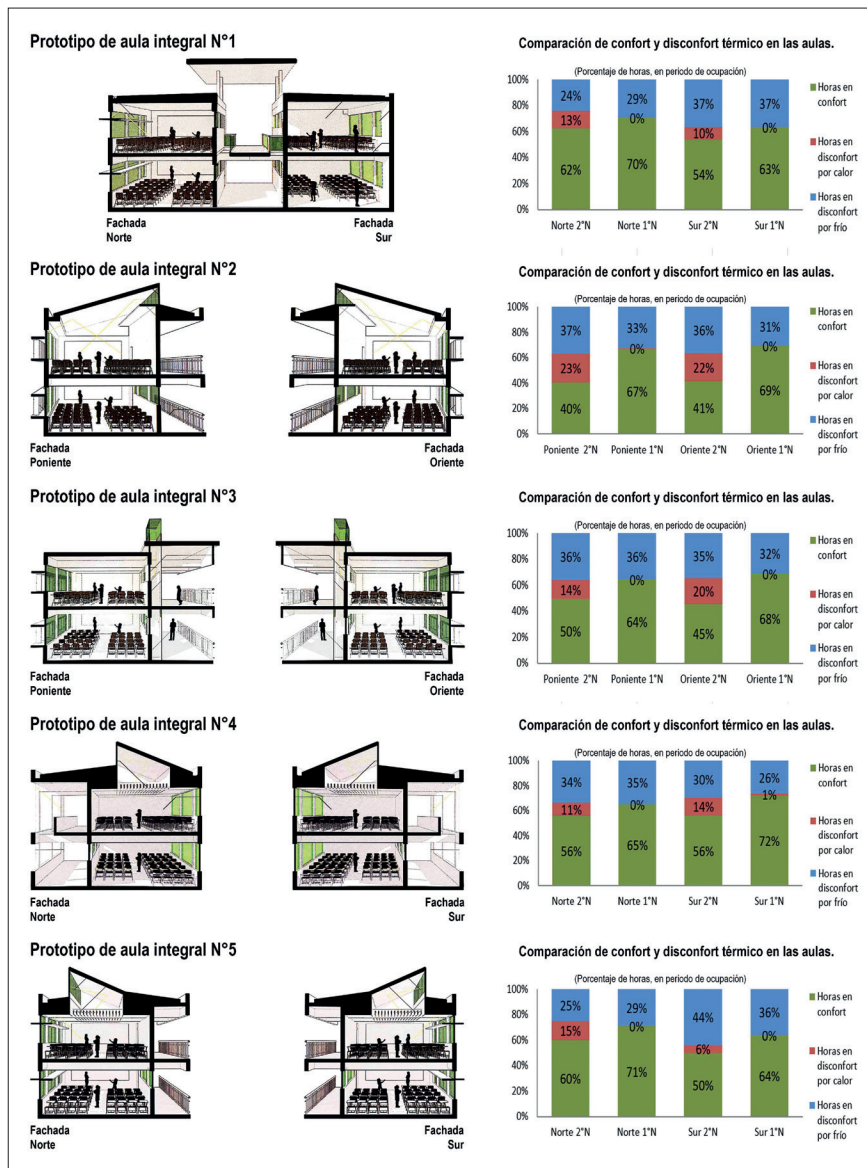 Prototipo de aula integral N°1
Fachada
Norte
Fachada
Sur
Comparación de confort y disconfort térmico en las aulas.
(Porcentaje de horas, en periodo de ocupación)
100%
80%
60%
40%
20%
0%
24% 29% 37% 37%
13% 0% 10% 0%
62% 70% 54% 63%
Norte 2°N Norte 1°N Sur 2°N Sur 1°N
Horas en
confort
Horas en
disconfort
por calor
Horas en
disconfort
por frío
Prototipo de aula integral N°2
Fachada
Poniente
Fachada
Oriente
Comparación de confort y disconfort térmico en las aulas.
(Porcentaje de horas, en periodo de ocupación)
100%
80%
60%
40%
20%
0%
37% 33% 36% 31%
23% 0% 22% 0%
40% 67% 41% 69%
Poniente 2°N Poniente 1°N Oriente 2°N Oriente 1°N
Horas en
confort
Horas en
disconfort
por calor
Horas en
disconfort
por frío
Prototipo de aula integral N°3
Fachada
Poniente
Fachada
Oriente
Comparación de confort y disconfort térmico en las aulas.
(Porcentaje de horas, en periodo de ocupación)
100%
80%
60%
40%
20%
0%
36% 36% 35% 32%
14% 0% 20% 0%
50% 64% 45% 68%
Poniente 2°N Poniente 1°N Oriente 2°N Oriente 1°N
Horas en
confort
Horas en
disconfort
por calor
Horas en
disconfort
por frío
Prototipo de aula integral N°4
Fachada
Norte
Fachada
Sur
Comparación de confort y disconfort térmico en las aulas.
(Porcentaje de horas, en periodo de ocupación)
100%
80%
60%
40%
20%
0%
34% 35% 30% 26%
11% 0% 14% 1%
56% 65% 56% 72%
Norte 2°N Norte 1°N Sur 2°N Sur 1°N
Horas en
confort
Horas en
disconfort
por calor
Horas en
disconfort
por frío
Prototipo de aula integral N°5
Fachada
Norte
Fachada
Sur
Comparación de confort y disconfort térmico en las aulas.
(Porcentaje de horas, en periodo de ocupación)
100%
80%
60%
40%
20%
0%
25% 29% 44% 36%
15% 0% 6% 0%
60% 71% 50% 64%
Norte 2°N Norte 1°N Sur 2°N Sur 1°N
Horas en
confort
Horas en
disconfort
por calor
Horas en
disconfort
por frío